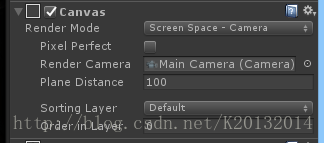 Canvas
Render Mode Screen Space - Camera
Pixel Perfect
Render Camera Main Camera (Camera)
Plane Distance 100
Sorting Layer Default
Order in Layer 0
http://blog.csdn.net/K20132014